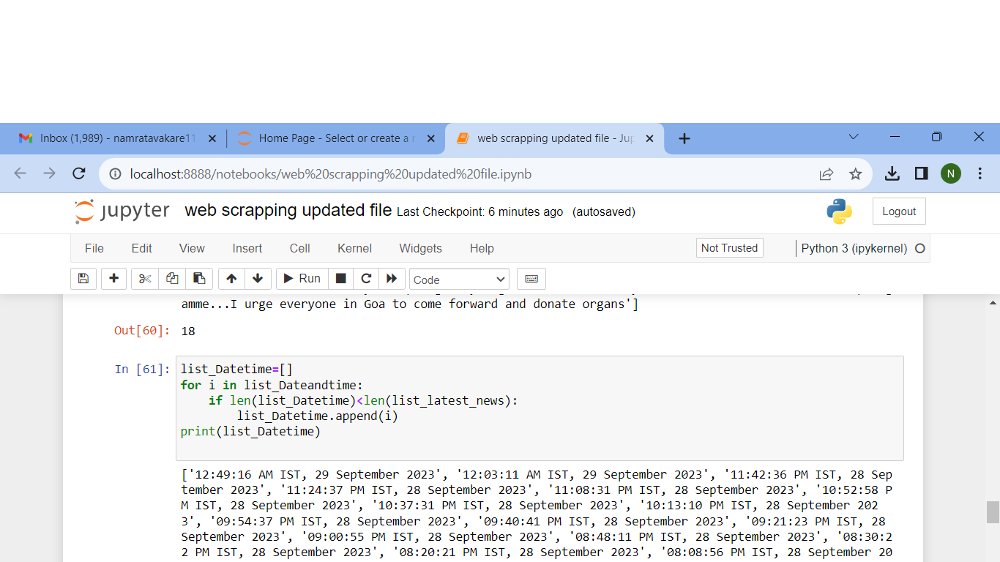 Inbox (1,989) - namratavakare11
Home Page - Select or create a n
web scrapping updated file - Jup
localhost:8888/notebooks/web%20scrapping%20updated%20file.ipynb
N
jupyter web scrapping updated file Last Checkpoint: 6 minutes ago (autosaved)
Logout
File Edit View Insert Cell Kernel Widgets Help
Not Trusted
Python 3 (ipykernel)
Run
Code
amme...I urge everyone in Goa to come forward and donate organs']
Out[60]: 18
In [61]: list_Datetime=[]
for i in list_Dateandtime:
    if len(list_Datetime)<len(list_latest_news):
        list_Datetime.append(i)
print(list_Datetime)
['12:49:16 AM IST, 29 September 2023', '12:03:11 AM IST, 29 September 2023', '11:42:36 PM IST, 28 Sep
tember 2023', '11:24:37 PM IST, 28 September 2023', '11:08:31 PM IST, 28 September 2023', '10:52:58 P
M IST, 28 September 2023', '10:37:31 PM IST, 28 September 2023', '10:13:10 PM IST, 28 September 202
3', '09:54:37 PM IST, 28 September 2023', '09:40:41 PM IST, 28 September 2023', '09:21:23 PM IST, 28
September 2023', '09:00:55 PM IST, 28 September 2023', '08:48:11 PM IST, 28 September 2023', '08:30:2
2 PM IST, 28 September 2023', '08:20:21 PM IST, 28 September 2023', '08:08:56 PM IST, 28 September 20